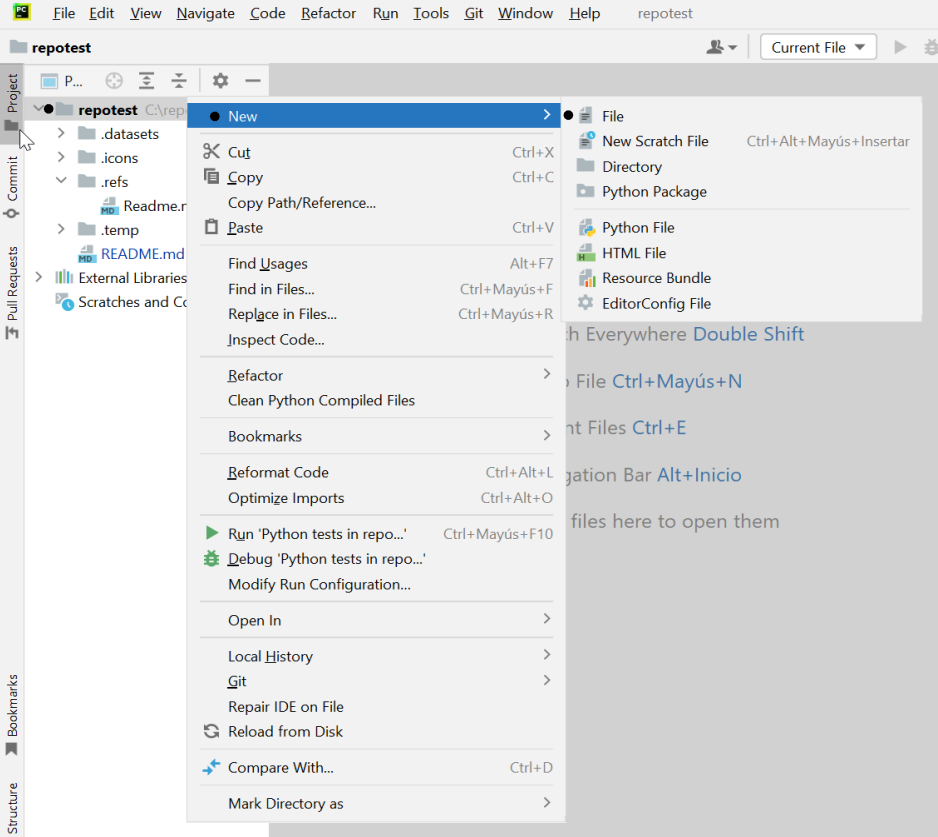 PC File Edit View Navigate Code Refactor Run Tools Git Window Help repotest
repotest Current File
P...
Project
Commit
Pull Requests
Bookmarks
Structure
repotest C:\rep
.datasets
.icons
.refs
MD Readme.
.temp
MD README.md
External Libraries
Scratches and
New
Cut Ctrl+X
Copy Ctrl+C
Copy Path/Reference...
Paste Ctrl+V
Find Usages Alt+F7
Find in Files... Ctrl+Mayús+F
Replace in Files... Ctrl+Mayús+R
Inspect Code...
Refactor
Clean Python Compiled Files
Bookmarks
Reformat Code Ctrl+Alt+L
Optimize Imports Ctrl+Alt+O
Run 'Python tests in repo...' Ctrl+Mayús+F10
Debug 'Python tests in repo...'
Modify Run Configuration...
Open In
Local History
Git
Repair IDE on File
Reload from Disk
Compare With... Ctrl+D
Mark Directory as
File
New Scratch File Ctrl+Alt+Mayús+Insertar
Directory
Python Package
Python File
H HTML File
Resource Bundle
EditorConfig File
ch Everywhere Double Shift
File Ctrl+Mayús+N
nt Files Ctrl+E
gation Bar Alt+Inicio
files here to open them